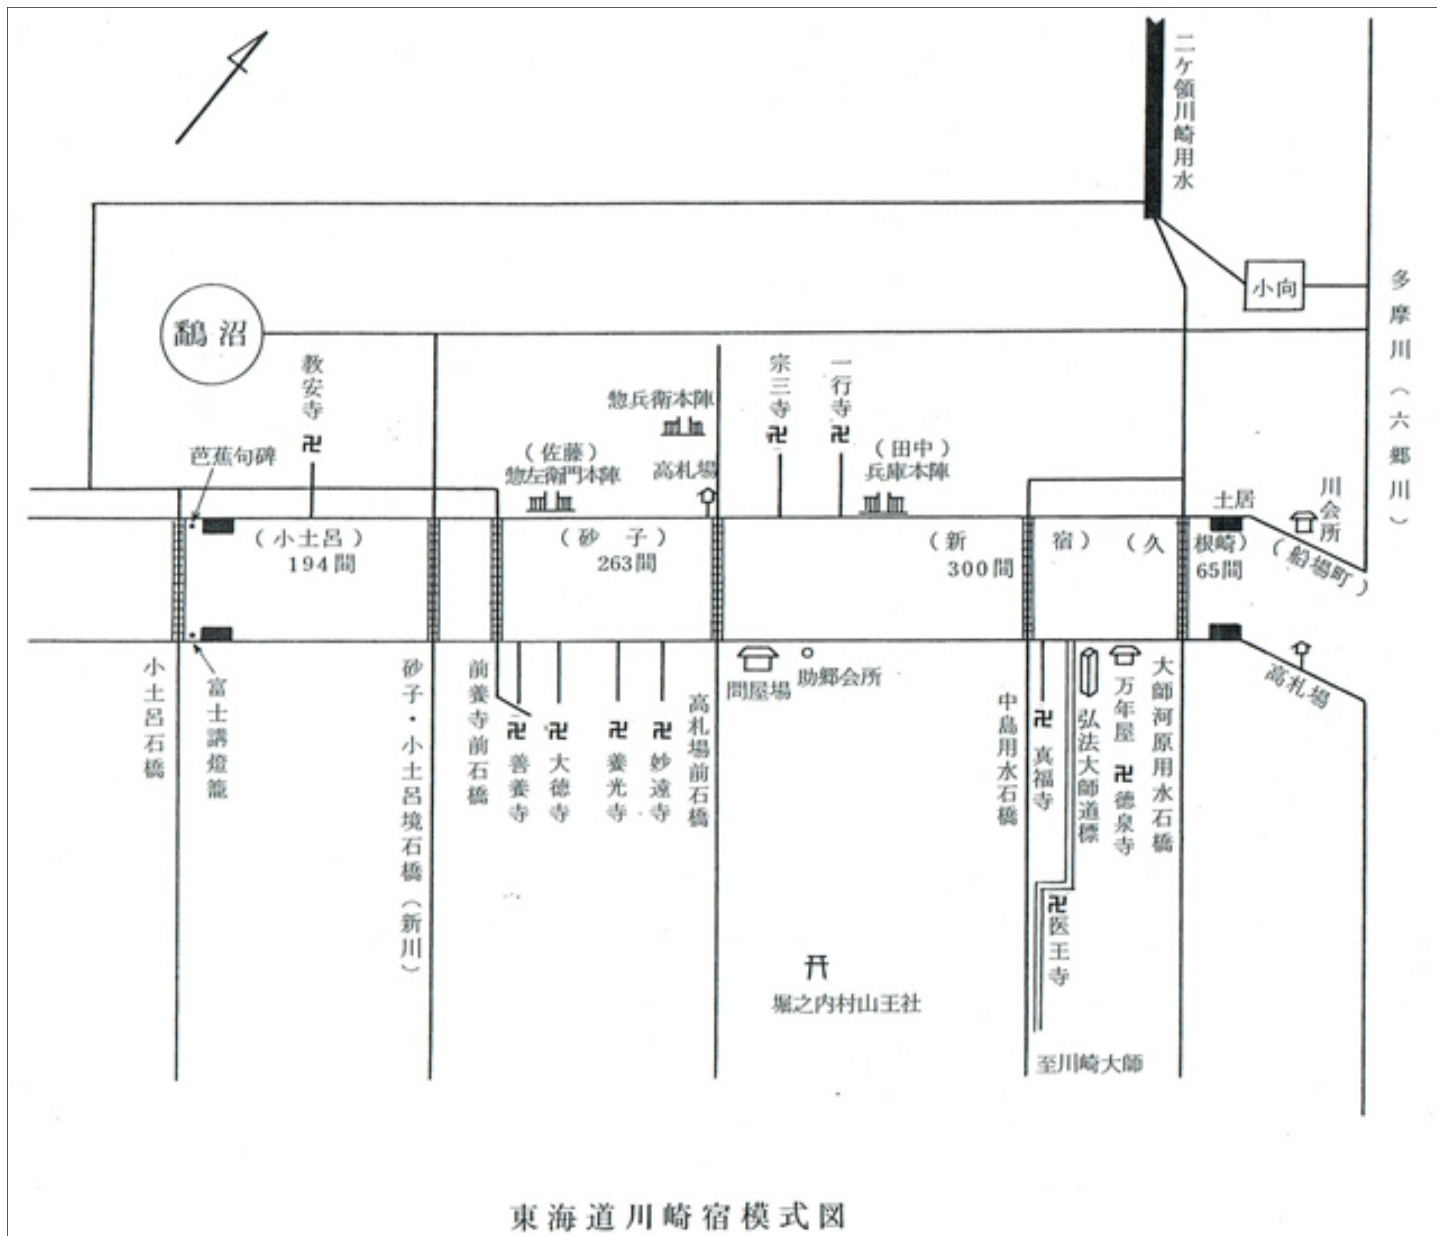 二ケ領川崎用水
小向
多摩川(六郷川)
鷭沼
教安寺
惣兵衛本陣
宗三寺
一行寺
芭蕉句碑
(佐藤)
惣左衛門本陣
高札場
(田中)
兵庫本陣
土居
川会所
(小土呂)
194間
(砂 子)
263間
(新 宿)
300間
(久 根崎)
65間
(船場町)
小土呂石橋
富士講燈籠
砂子・小土呂境石橋(新川)
前養寺前石橋
善養寺
大徳寺
養光寺
妙遠寺
高札場前石橋
問屋場
助郷会所
中島用水石橋
真福寺
弘法大師道標
万年屋
徳泉寺
大師河原用水石橋
高札場
医王寺
堀之内村山王社
至川崎大師
東海道川崎宿模式図